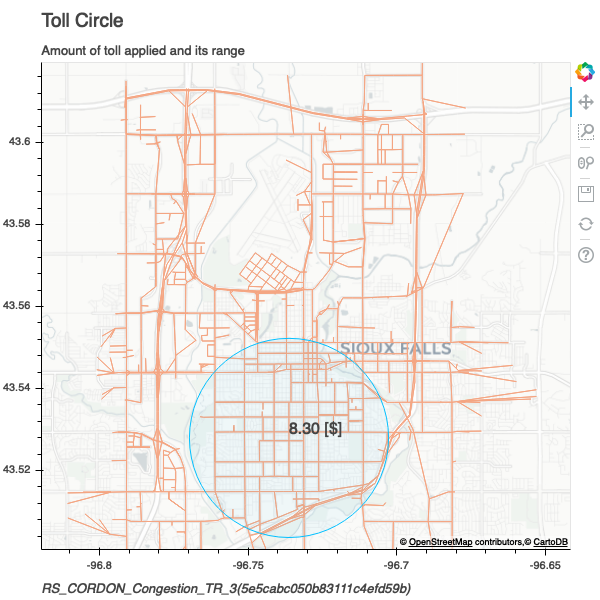 Toll Circle
Amount of toll applied and its range
43.6
43.58
43.56
SIOUX FALLS
43.54
8.30 [$]
43.52
© OpenStreetMap contributors,© CartoDB
-96.8
-96.75
-96.7
-96.65
RS_CORDON_Congestion_TR_3(5e5cabc050b83111c4efd59b)